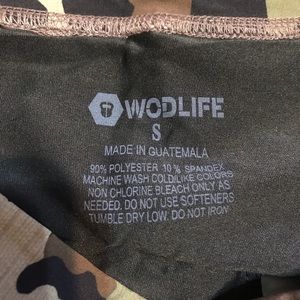 WODLIFE
S
MADE IN GUATEMALA
90% POLYESTER 10% SPANDEX
MACHINE WASH COLD/LIKE COLORS
NON CHLORINE BLEACH ONLY AS
NEEDED. DO NOT USE SOFTENERS
TUMBLE DRY LOW. DO NOT IRON